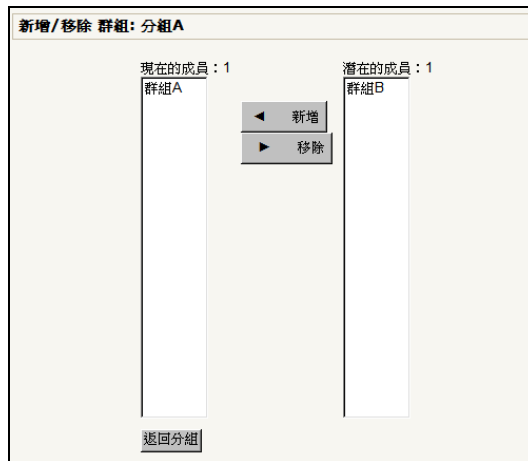 新增/移除 群組: 分組A
現在的成員：1
潛在的成員：1
群組A
群組B
◄ 新增
► 移除
返回分組